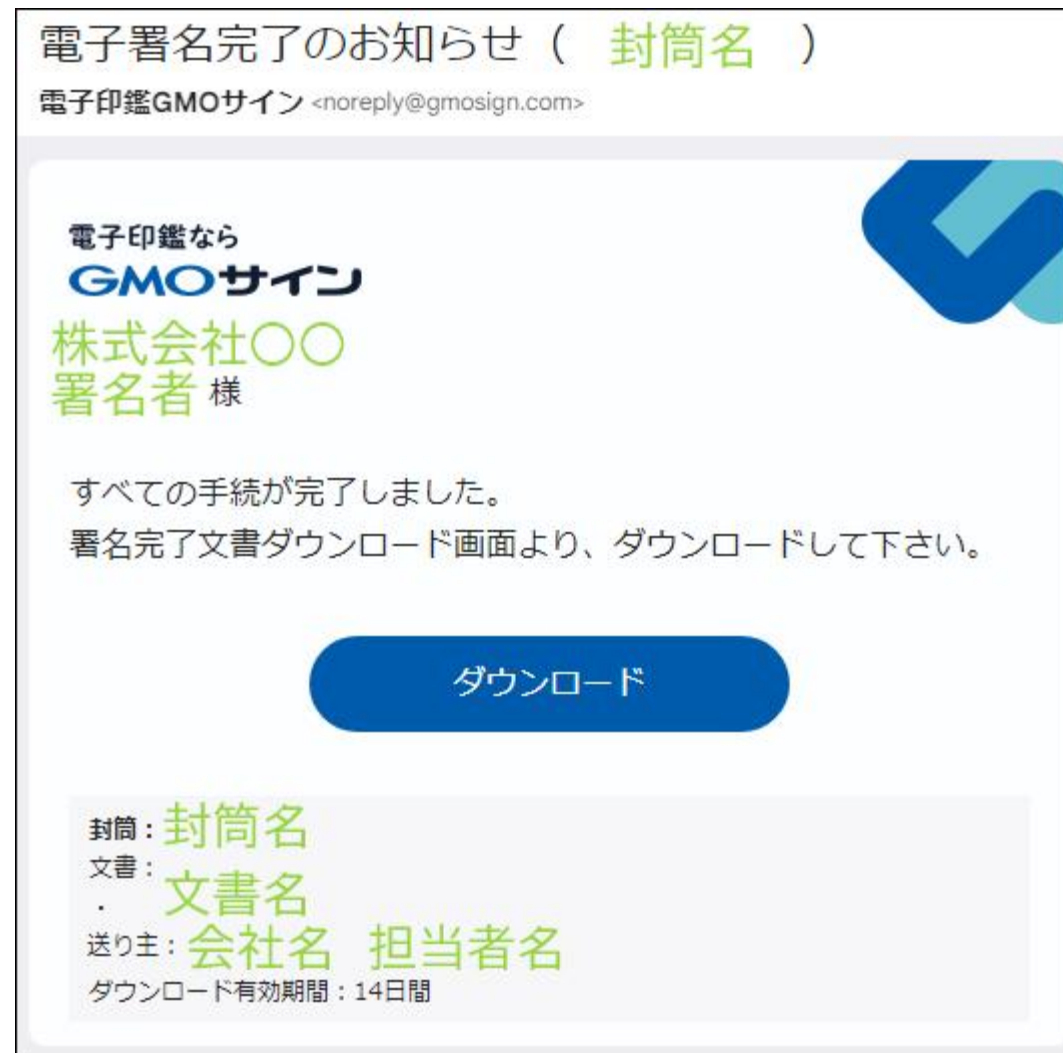 電子署名完了のお知らせ（ 封筒名 ）
電子印鑑GMOサイン <noreply@gmosign.com>
電子印鑑なら
GMOサイン
株式会社〇〇
署名者 様
すべての手続が完了しました。
署名完了文書ダウンロード画面より、ダウンロードして下さい。
ダウンロード
封筒：封筒名
文書：
・ 文書名
送り主：会社名 担当者名
ダウンロード有効期間：14日間